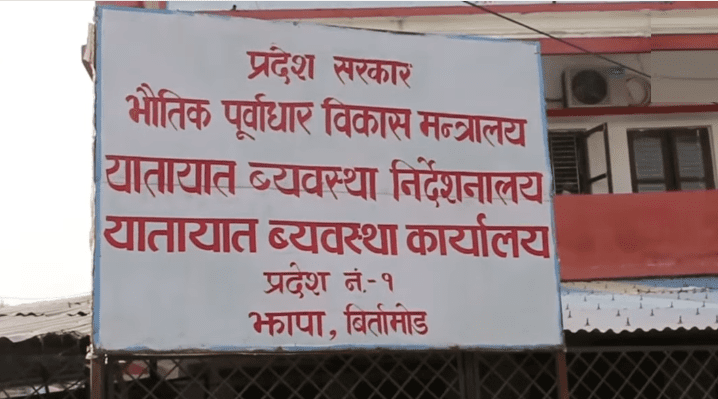 प्रदेश सरकार
भौतिक पूर्वाधार विकास मन्त्रालय
यातायात ब्यवस्था निर्देशनालय
यातायात ब्यवस्था कार्यालय
प्रदेश नं.-१
झापा, बिर्तामोड